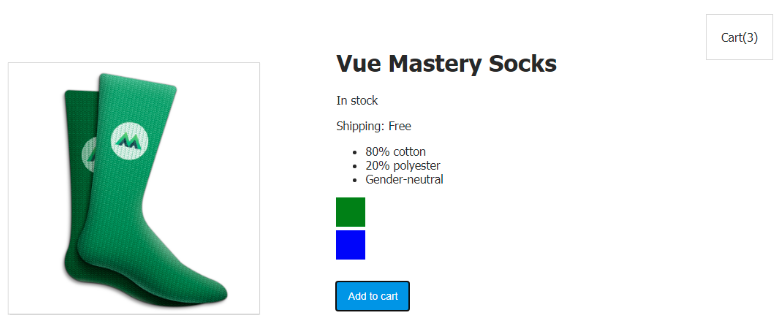 Cart(3)
Vue Mastery Socks
In stock
Shipping: Free
80% cotton
20% polyester
Gender-neutral
Add to cart